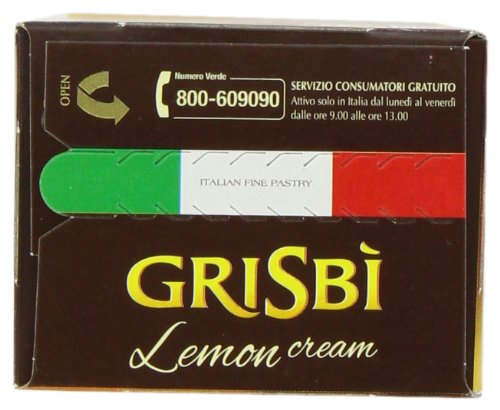 OPEN
Numero Verde
800-609090
SERVIZIO CONSUMATORI GRATUITO
Attivo solo in Italia dal lunedì al venerdì
dalle ore 9.00 alle ore 13.00
ITALIAN FINE PASTRY
GRISBÌ
Lemon cream